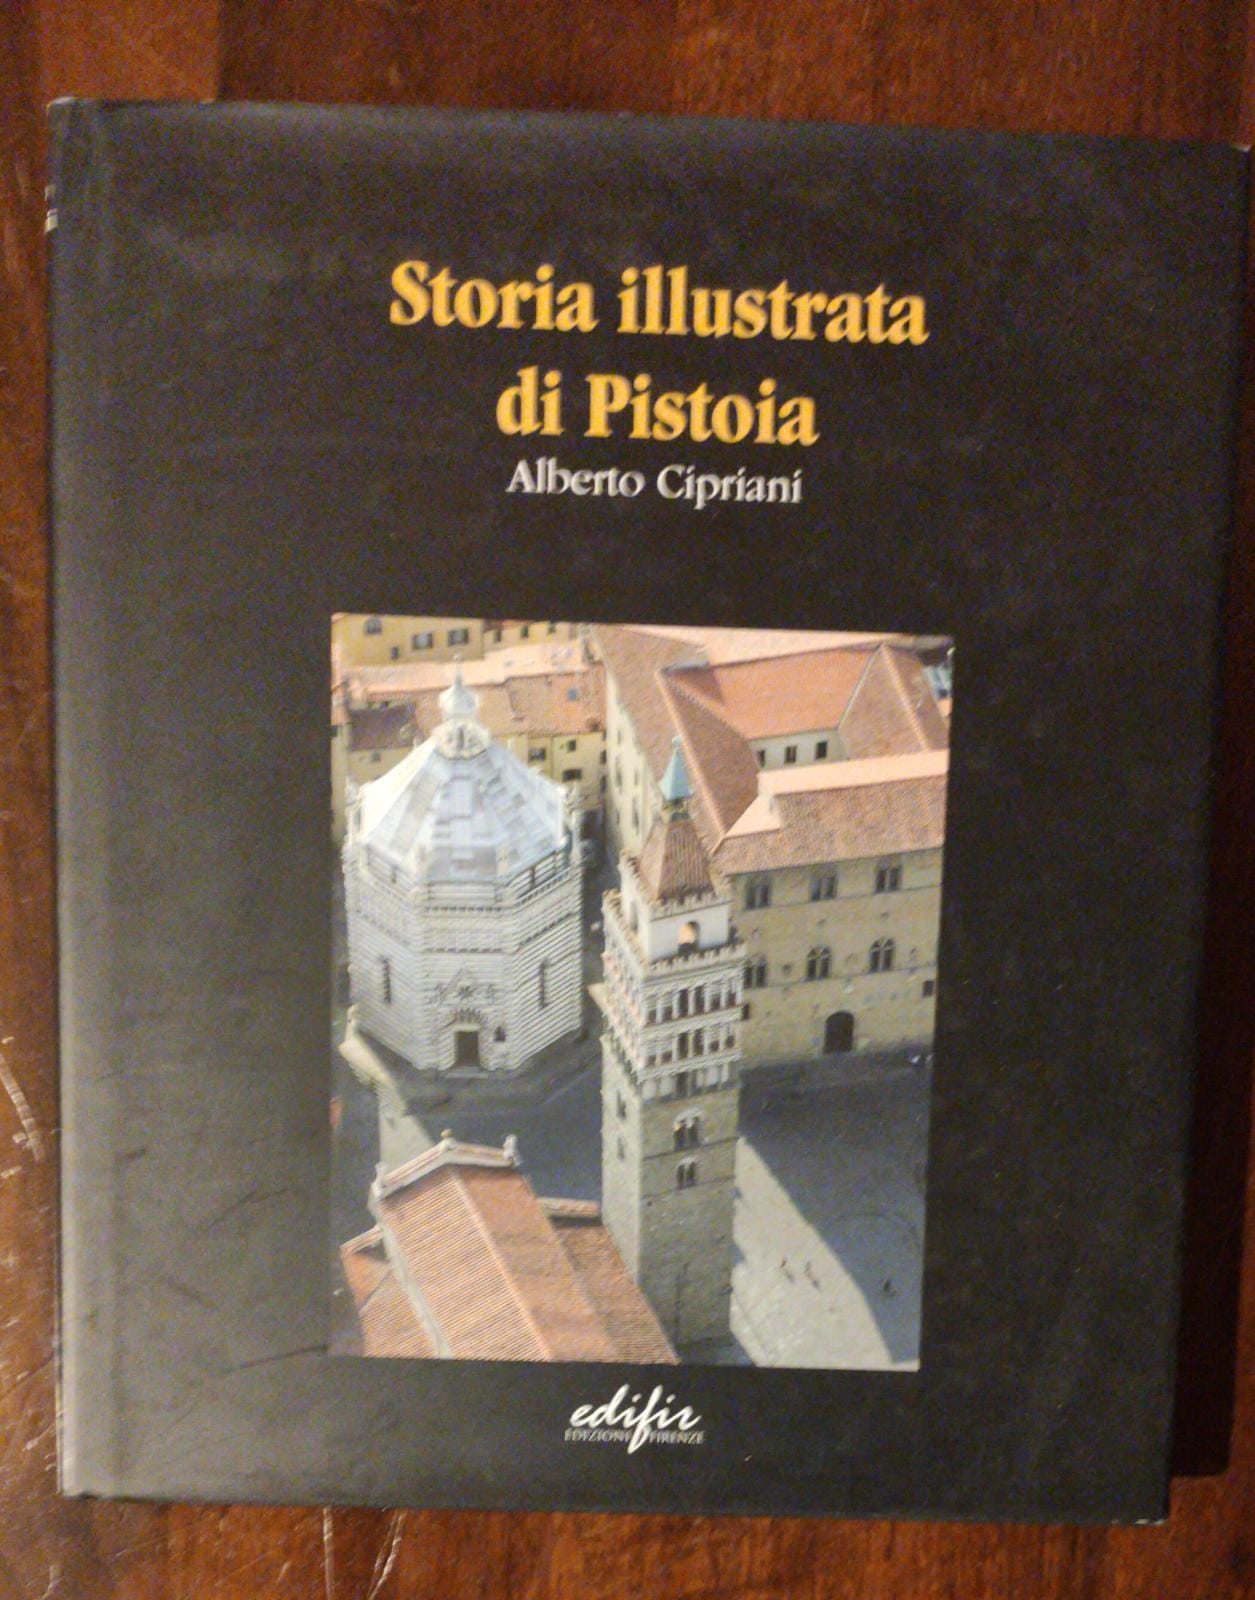 Storia illustrata
di Pistoia
Alberto Cipriani
edifir
EDIZIONI FIRENZE